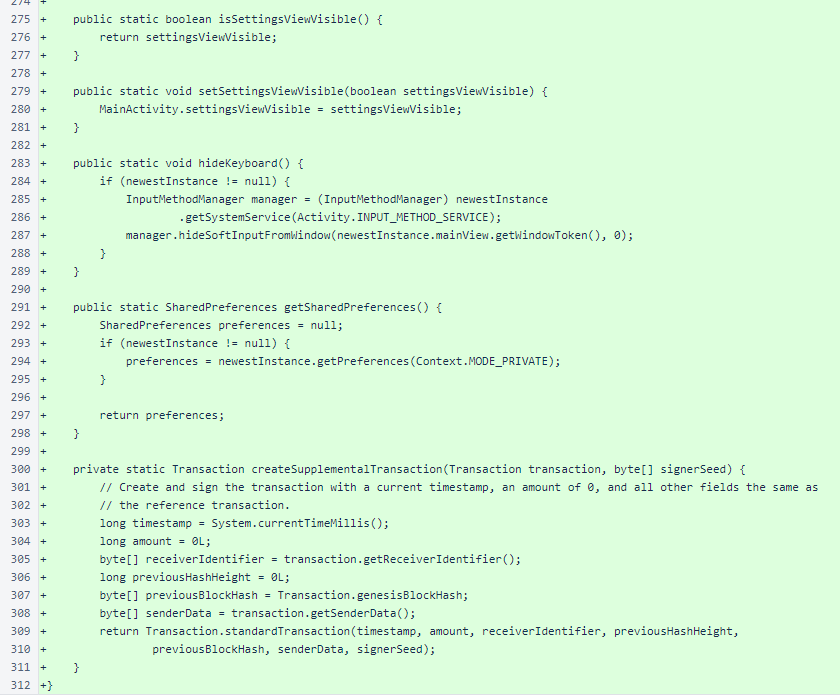 274 +
275 +     public static boolean isSettingsViewVisible() {
276 +         return settingsViewVisible;
277 +     }
278 +
279 +     public static void setSettingsViewVisible(boolean settingsViewVisible) {
280 +         MainActivity.settingsViewVisible = settingsViewVisible;
281 +     }
282 +
283 +     public static void hideKeyboard() {
284 +         if (newestInstance != null) {
285 +             InputMethodManager manager = (InputMethodManager) newestInstance
286 +                     .getSystemService(Activity.INPUT_METHOD_SERVICE);
287 +             manager.hideSoftInputFromWindow(newestInstance.mainView.getWindowToken(), 0);
288 +         }
289 +     }
290 +
291 +     public static SharedPreferences getSharedPreferences() {
292 +         SharedPreferences preferences = null;
293 +         if (newestInstance != null) {
294 +             preferences = newestInstance.getPreferences(Context.MODE_PRIVATE);
295 +         }
296 +
297 +         return preferences;
298 +     }
299 +
300 +     private static Transaction createSupplementalTransaction(Transaction transaction, byte[] signerSeed) {
301 +         // Create and sign the transaction with a current timestamp, an amount of 0, and all other fields the same as
302 +         // the reference transaction.
303 +         long timestamp = System.currentTimeMillis();
304 +         long amount = 0L;
305 +         byte[] receiverIdentifier = transaction.getReceiverIdentifier();
306 +         long previousHashHeight = 0L;
307 +         byte[] previousBlockHash = Transaction.genesisBlockHash;
308 +         byte[] senderData = transaction.getSenderData();
309 +         return Transaction.standardTransaction(timestamp, amount, receiverIdentifier, previousHashHeight,
310 +                 previousBlockHash, senderData, signerSeed);
311 +     }
312 +}